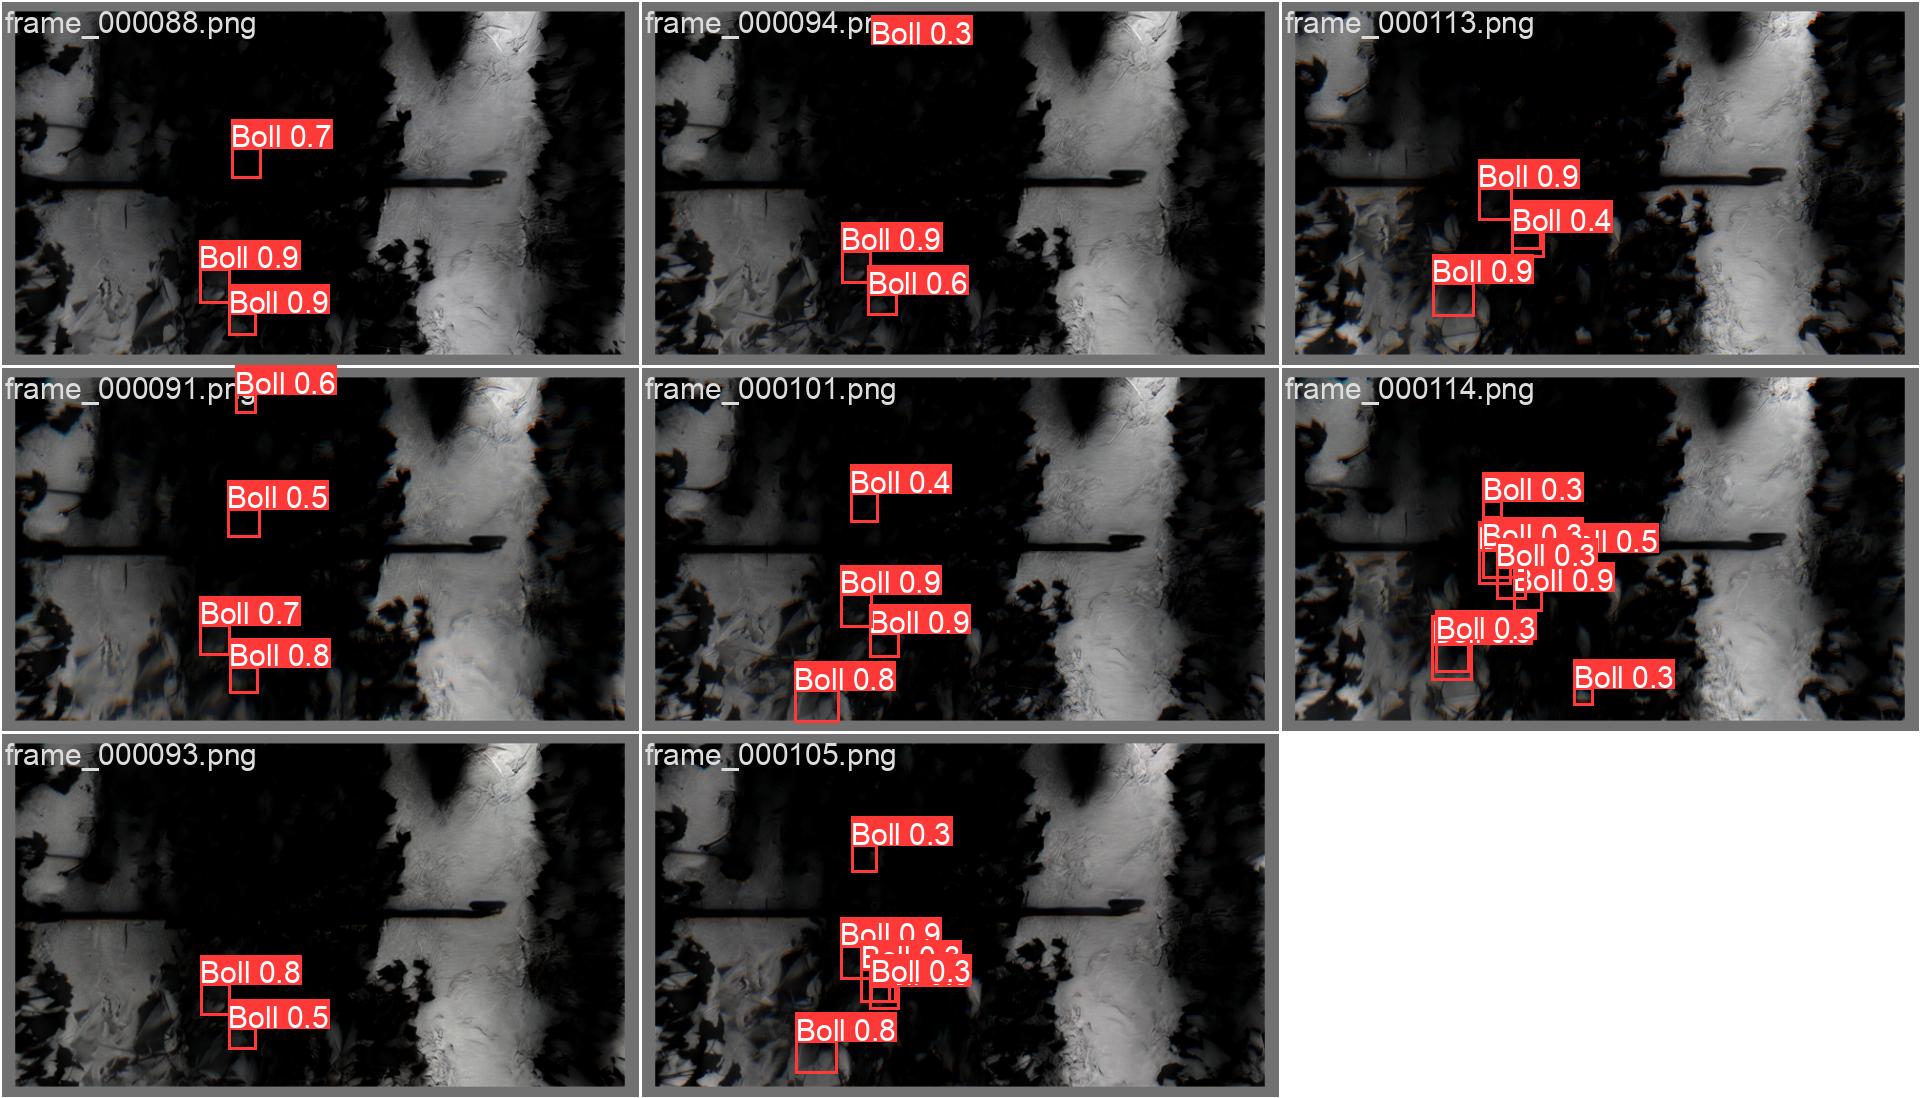 frame_000088.png
Boll 0.7
Boll 0.9
Boll 0.9
frame_000094.pn
Boll 0.3
Boll 0.9
Boll 0.6
frame_000113.png
Boll 0.9
Boll 0.4
Boll 0.9
frame_000091.png
Boll 0.6
Boll 0.5
Boll 0.7
Boll 0.8
frame_000101.png
Boll 0.4
Boll 0.9
Boll 0.9
Boll 0.8
frame_000114.png
Boll 0.3
Boll 0.3
ll 0.5
Boll 0.3
Boll 0.9
Boll 0.3
Boll 0.3
frame_000093.png
Boll 0.8
Boll 0.5
frame_000105.png
Boll 0.3
Boll 0.9
Boll 0.3
Boll 0.8